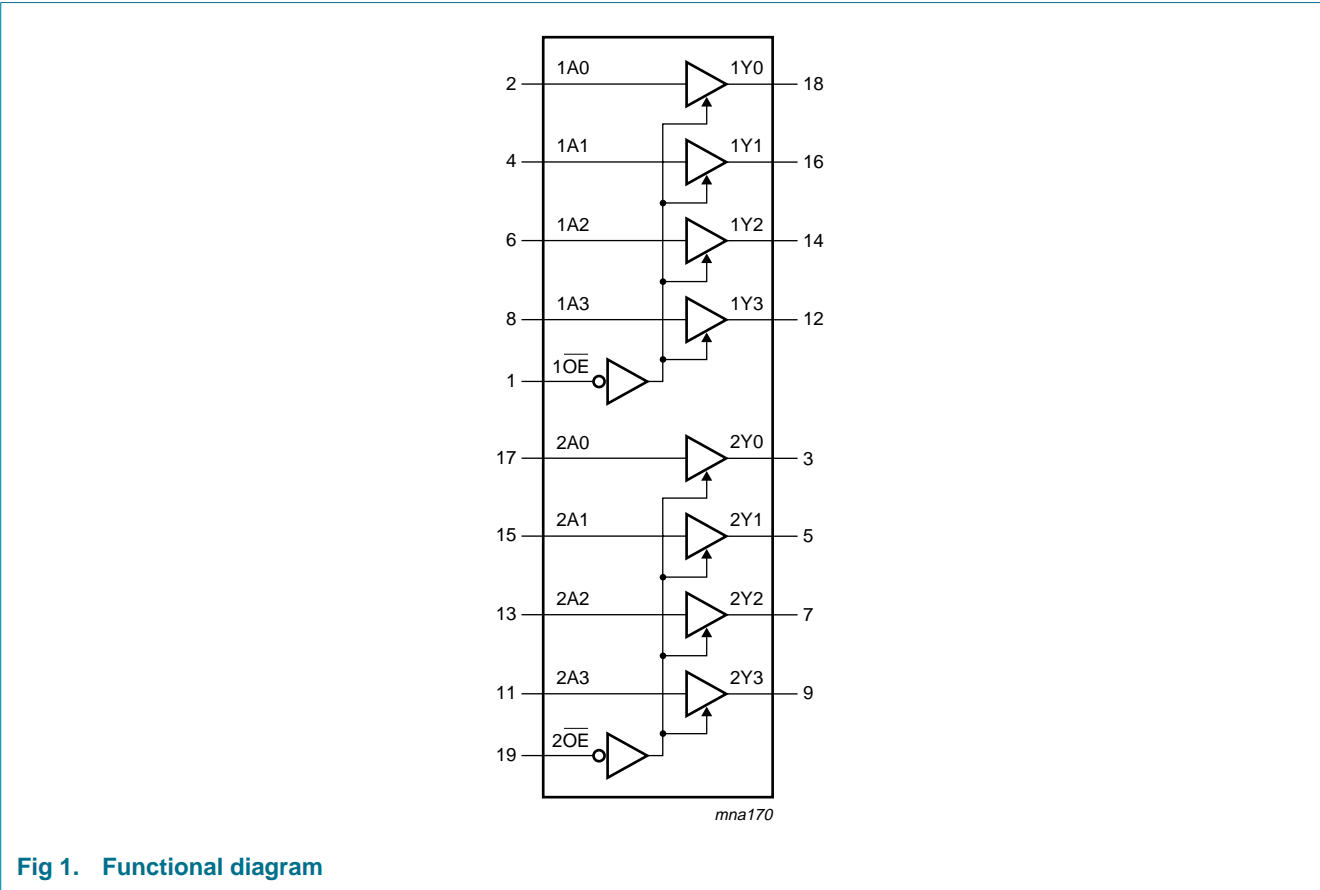 2 1A0 1Y0 18
4 1A1 1Y1 16
6 1A2 1Y2 14
8 1A3 1Y3 12
1 1O̅E̅
17 2A0 2Y0 3
15 2A1 2Y1 5
13 2A2 2Y2 7
11 2A3 2Y3 9
19 2O̅E̅
mna170
Fig 1. Functional diagram